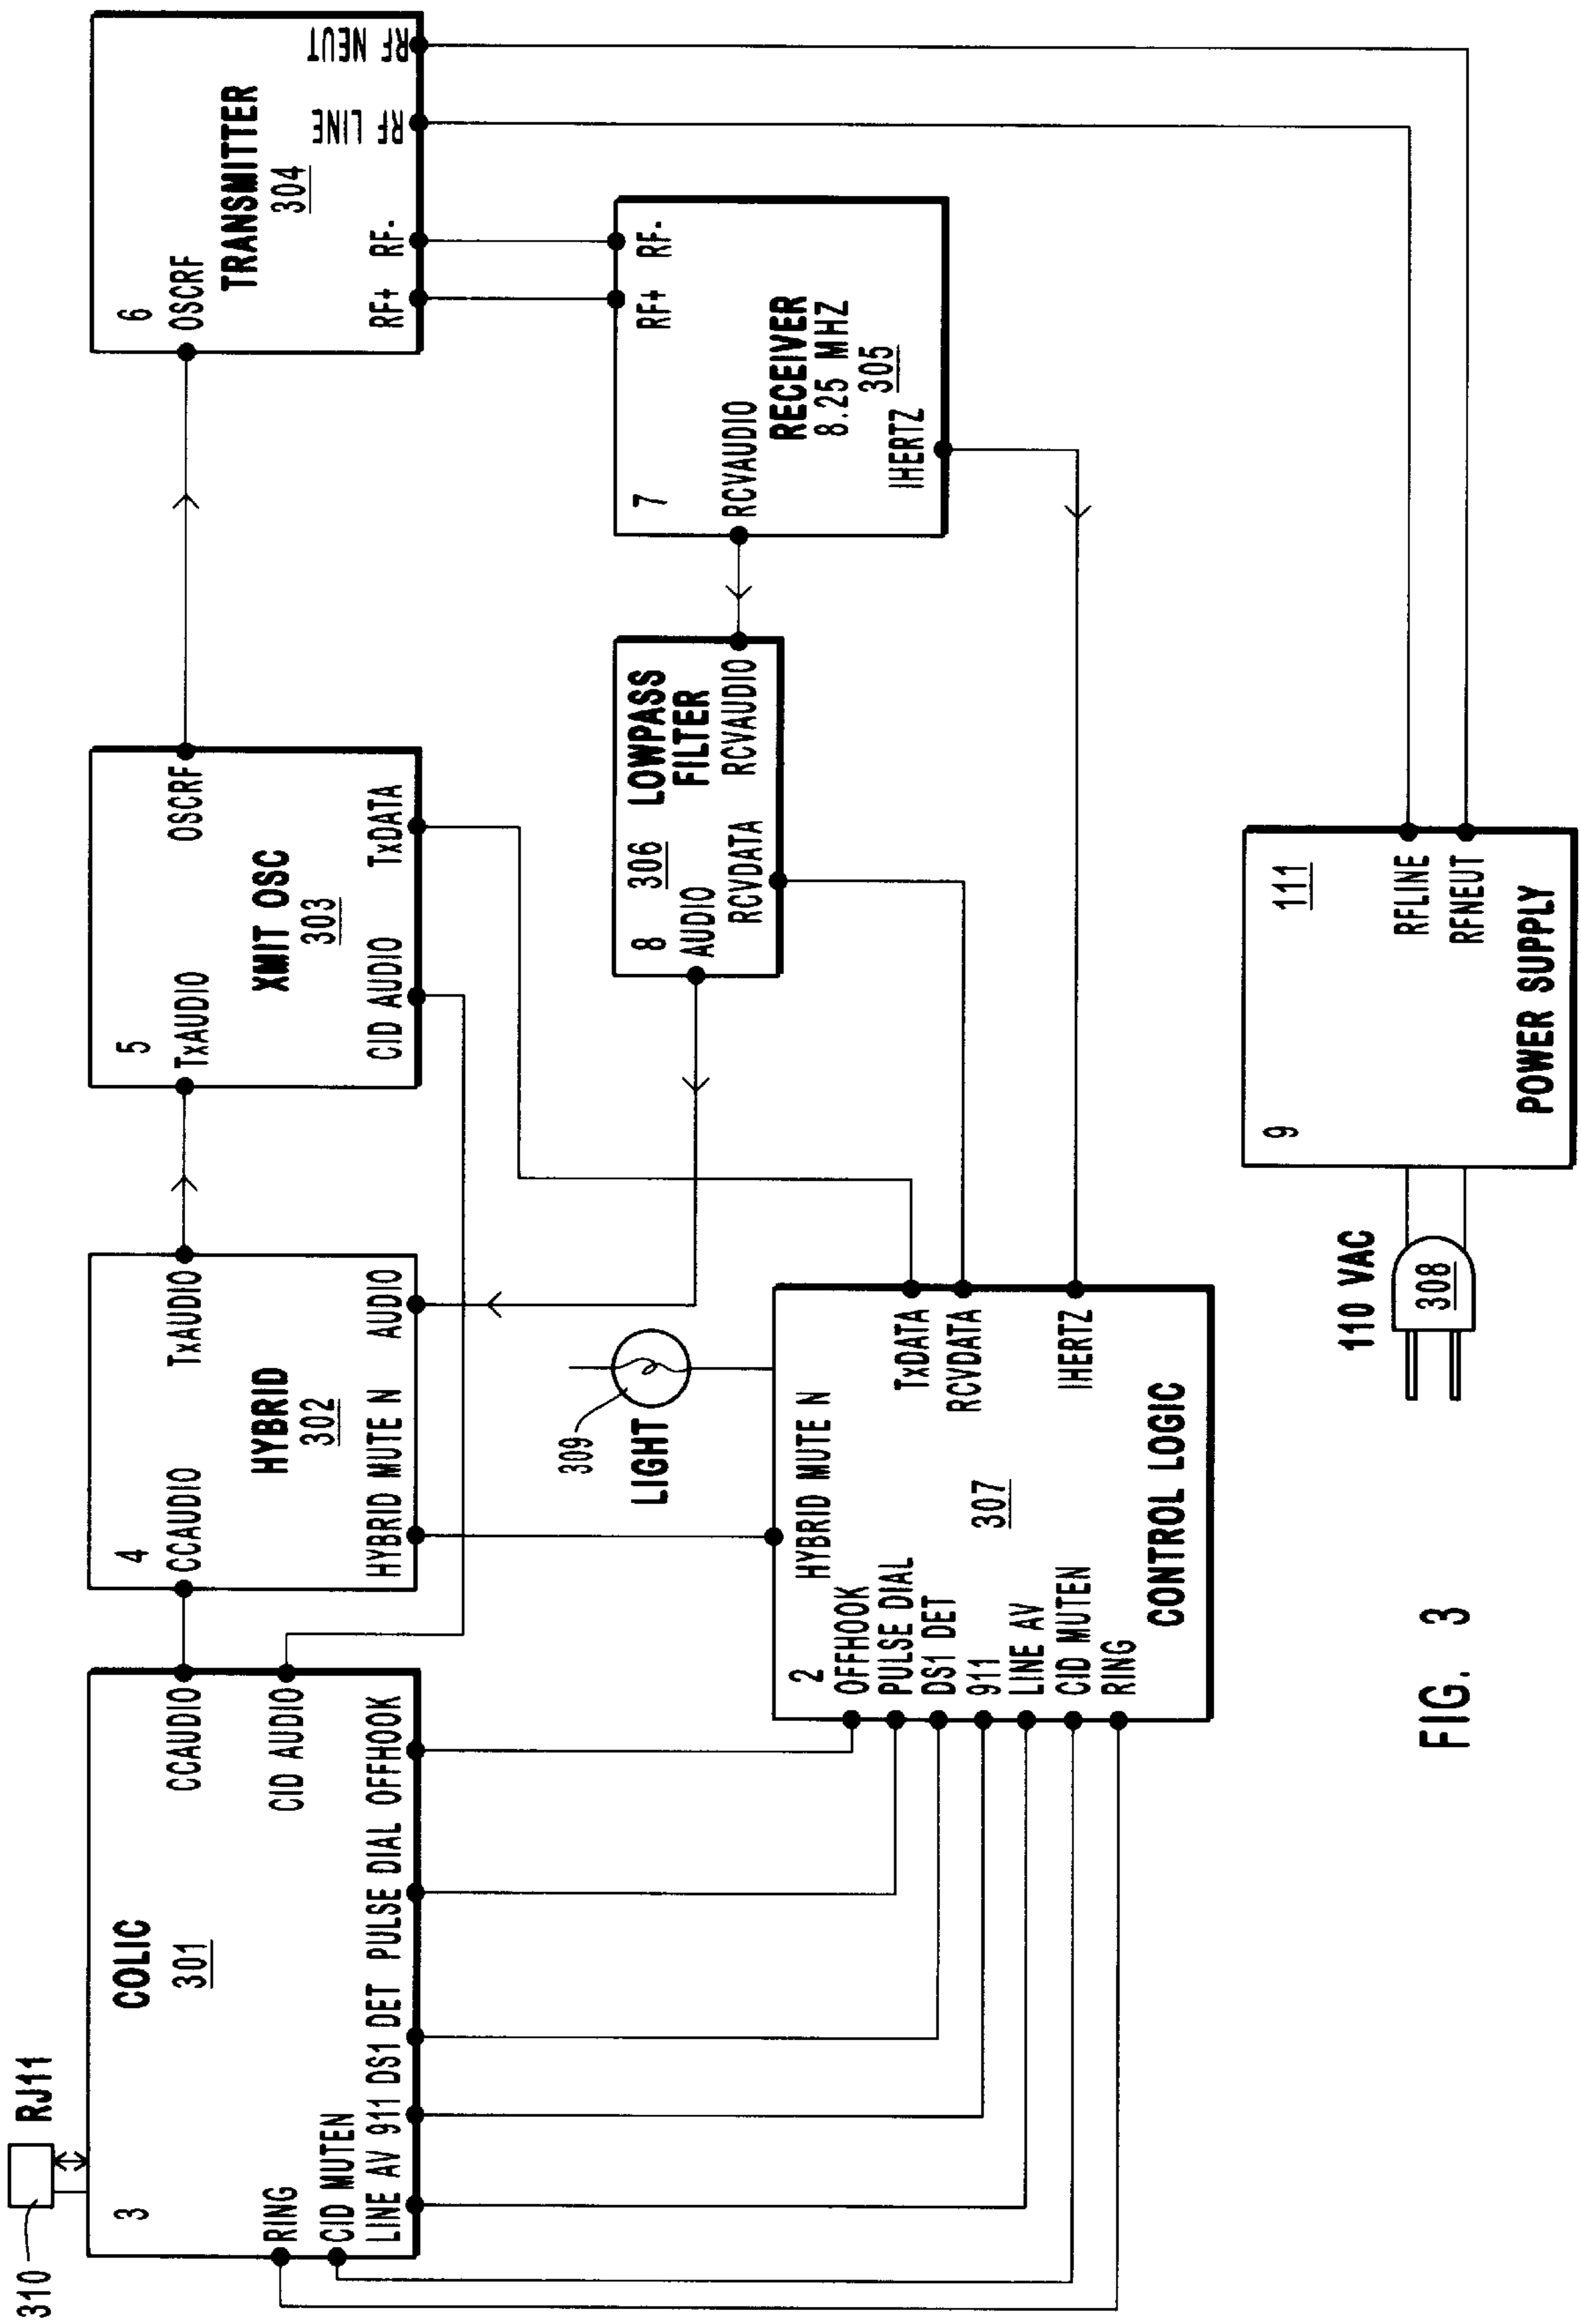 310
RJ11
3
COLIC
301
RING
CID MUTEN
LINE AV
911
DS1 DET
PULSE DIAL
OFFHOOK
CCAUDIO
CID AUDIO
4
CCAUDIO
TxAUDIO
HYBRID
302
HYBRID MUTE N
AUDIO
5
TxAUDIO
OSCRF
XMIT OSC
303
CID AUDIO
TxDATA
6
OSCRF
TRANSMITTER
304
RF+
RF-
RF LINE
RF NEUT
309
LIGHT
8
306
LOWPASS
FILTER
AUDIO
RCVDATA
RCVAUDIO
7
RF+
RF-
RCVAUDIO
RECEIVER
8.25 MHZ
305
IHERTZ
2
HYBRID MUTE N
OFFHOOK
PULSE DIAL
DS1 DET
911
LINE AV
CID MUTEN
RING
TxDATA
RCVDATA
IHERTZ
307
CONTROL LOGIC
110 VAC
308
9
111
RFLINE
RFNEUT
POWER SUPPLY
FIG. 3